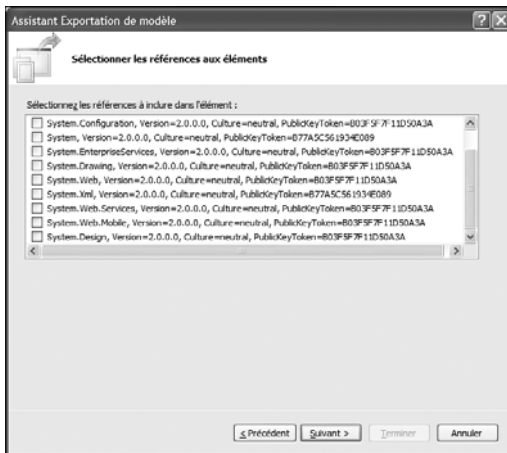 Assistant Exportation de modèle
Sélectionner les références aux éléments
Sélectionnez les références à indure dans l'élément :
System.Configuration, Version=2.0.0.0, Culture=neutral, PublicKeyToken=B03F5F7F11D50A3A
System, Version=2.0.0.0, Culture=neutral, PublicKeyToken=B77A5C561934E089
System.EnterpriseServices, Version=2.0.0.0, Culture=neutral, PublicKeyToken=B03F5F7F11D50A3A
System.Drawing, Version=2.0.0.0, Culture=neutral, PublicKeyToken=B03F5F7F11D50A3A
System.Web, Version=2.0.0.0, Culture=neutral, PublicKeyToken=B03F5F7F11D50A3A
System.Xml, Version=2.0.0.0, Culture=neutral, PublicKeyToken=B77A5C561934E089
System.Web.Services, Version=2.0.0.0, Culture=neutral, PublicKeyToken=B03F5F7F11D50A3A
System.Web.Mobile, Version=2.0.0.0, Culture=neutral, PublicKeyToken=B03F5F7F11D50A3A
System.Design, Version=2.0.0.0, Culture=neutral, PublicKeyToken=B03F5F7F11D50A3A
< Précédent Suivant > Terminer Annuler